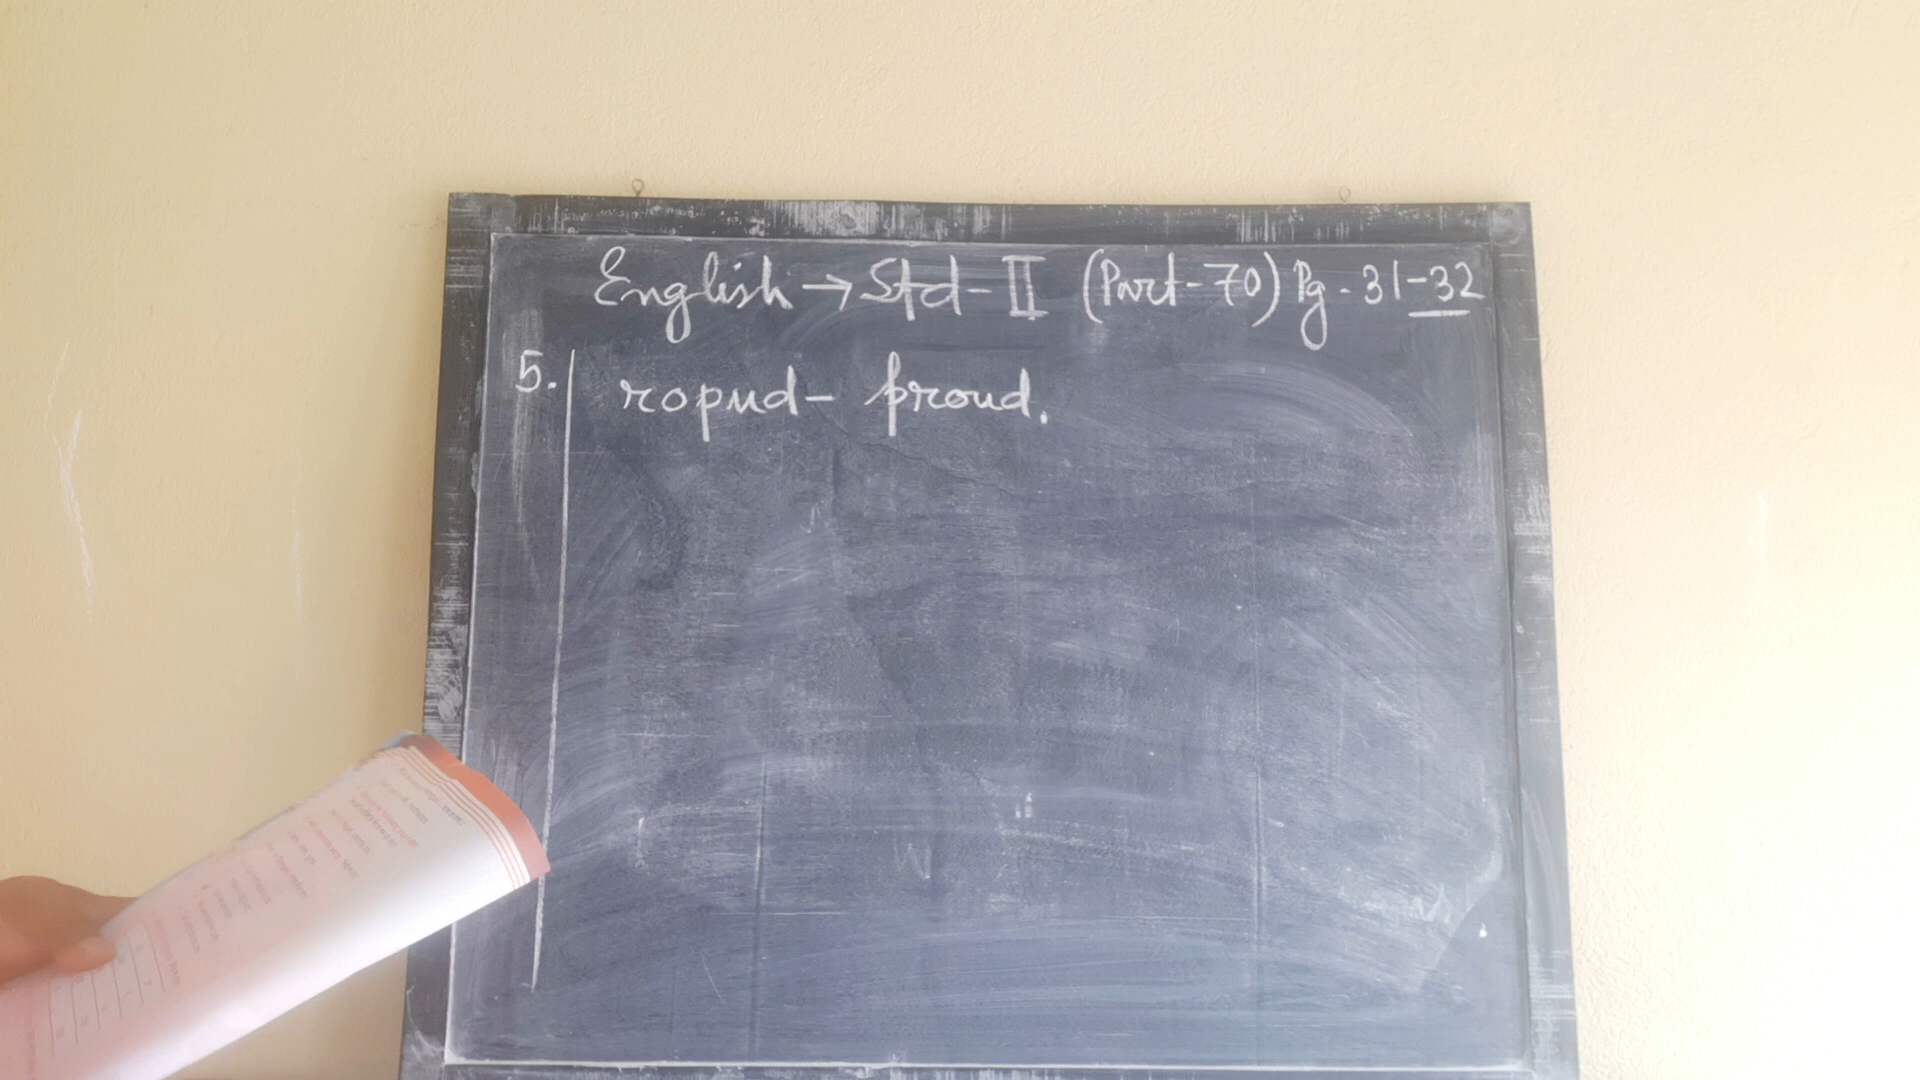 English → Std - II (Part - 70) Pg - 31-32
5. ropud - proud.